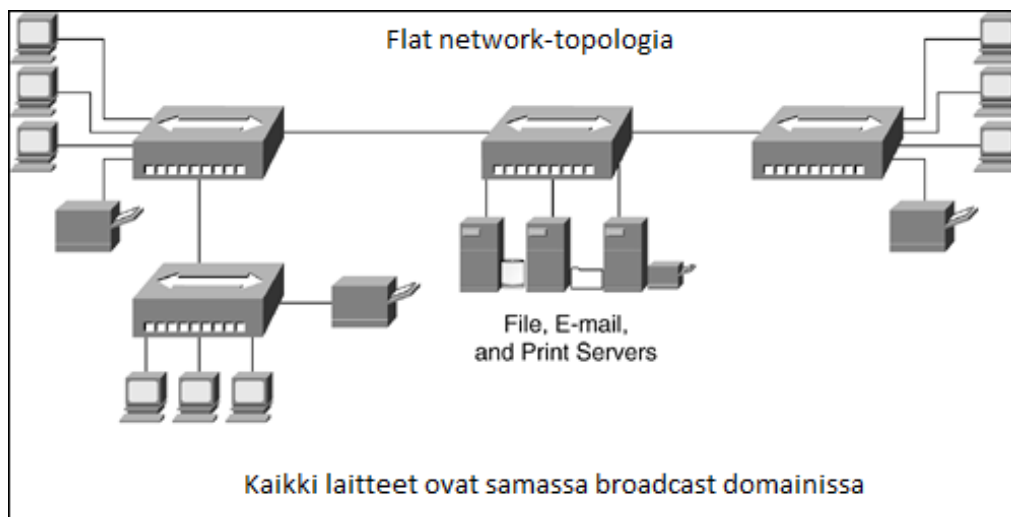 Flat network-topologia
File, E-mail,
and Print Servers
Kaikki laitteet ovat samassa broadcast domainissa